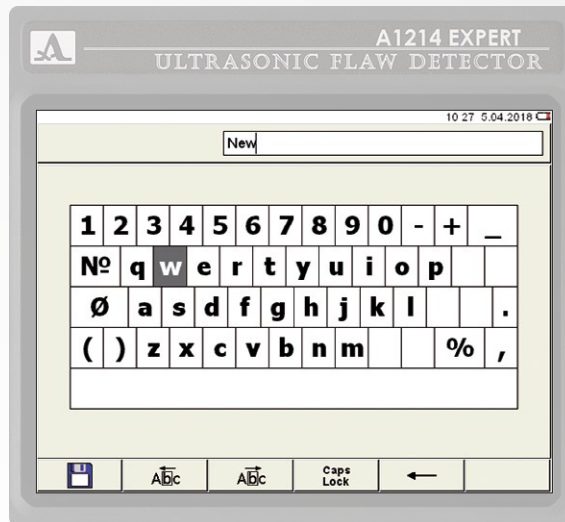 A1214 EXPERT
ULTRASONIC FLAW DETECTOR
10 27 5.04.2018
New
1 2 3 4 5 6 7 8 9 0 - + _
№ q w e r t y u i o p
Ø a s d f g h j k l .
( ) z x c v b n m % ,
Abc Abc Caps Lock ←